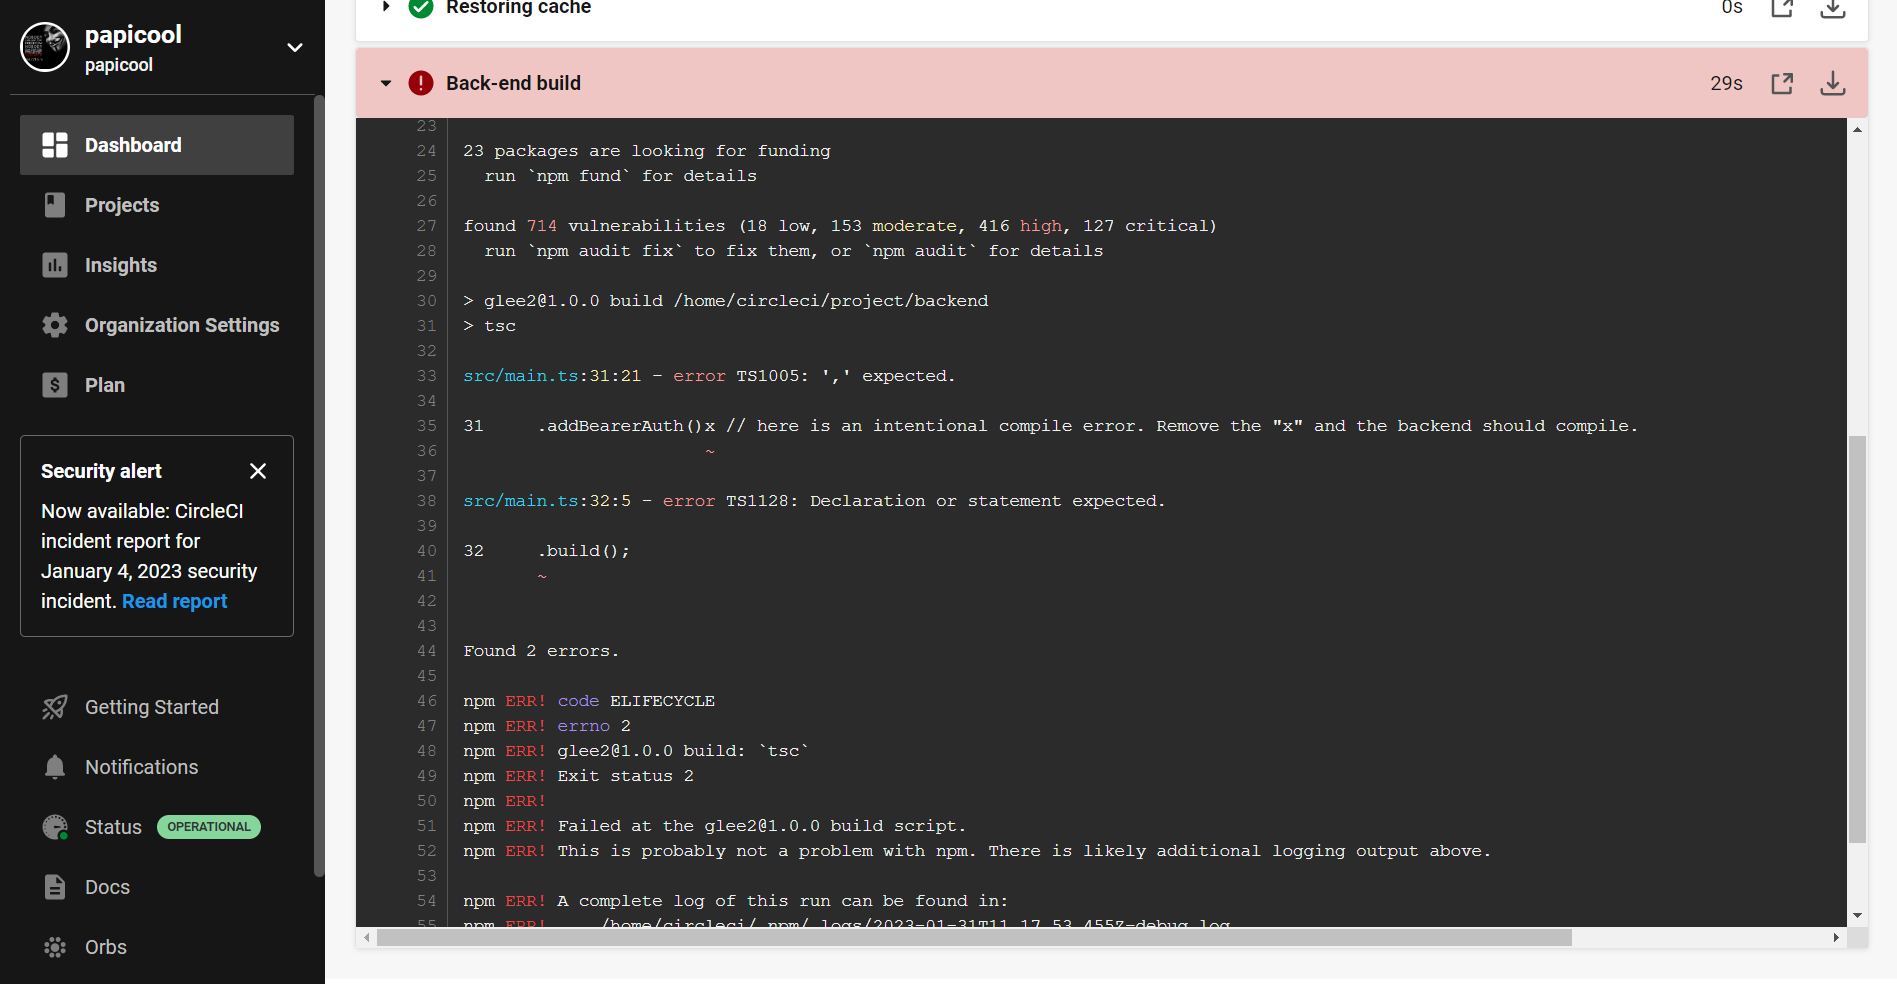 papicool
papicool
Dashboard
Projects
Insights
Organization Settings
Plan
Security alert
Now available: CircleCI
incident report for
January 4, 2023 security
incident. Read report
Getting Started
Notifications
Status OPERATIONAL
Docs
Orbs
Restoring cache 0s
Back-end build 29s
23
24 23 packages are looking for funding
25 run `npm fund` for details
26
27 found 714 vulnerabilities (18 low, 153 moderate, 416 high, 127 critical)
28 run `npm audit fix` to fix them, or `npm audit` for details
29
30 > glee2@1.0.0 build /home/circleci/project/backend
31 > tsc
32
33 src/main.ts:31:21 - error TS1005: ',' expected.
34
35 31 .addBearerAuth()x // here is an intentional compile error. Remove the "x" and the backend should compile.
36 ~
37
38 src/main.ts:32:5 - error TS1128: Declaration or statement expected.
39
40 32 .build();
41 ~
42
43
44 Found 2 errors.
45
46 npm ERR! code ELIFECYCLE
47 npm ERR! errno 2
48 npm ERR! glee2@1.0.0 build: `tsc`
49 npm ERR! Exit status 2
50 npm ERR!
51 npm ERR! Failed at the glee2@1.0.0 build script.
52 npm ERR! This is probably not a problem with npm. There is likely additional logging output above.
53
54 npm ERR! A complete log of this run can be found in:
55 npm ERR! /home/circleci/.npm/_logs/2023-01-31T11_17_53_455Z-debug.log